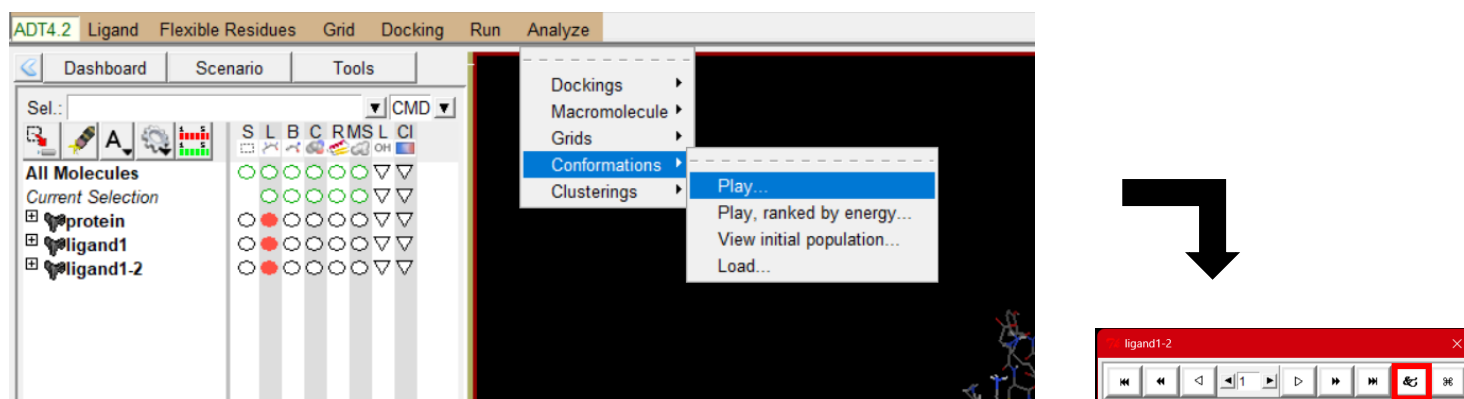 ADT4.2 Ligand Flexible Residues Grid Docking Run Analyze
Dashboard Scenario Tools
Sel.: CMD
A
S L B C R MS L Cl
OH
All Molecules
Current Selection
protein
ligand1
ligand1-2
Dockings
Macromolecule
Grids
Conformations
Clusterings
Play...
Play, ranked by energy...
View initial population...
Load...
ligand1-2
1 & ⌘